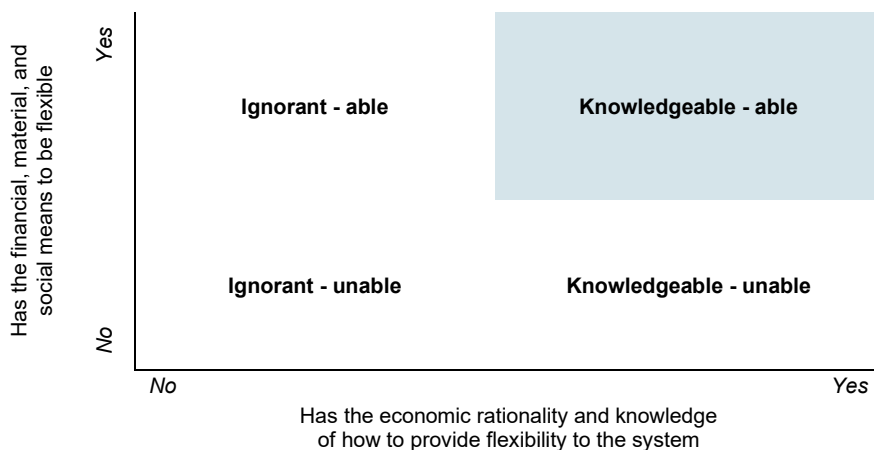 Has the financial, material, and
social means to be flexible
Yes
Ignorant - able
Knowledgeable - able
Ignorant - unable
Knowledgeable - unable
No
No
Yes
Has the economic rationality and knowledge
of how to provide flexibility to the system